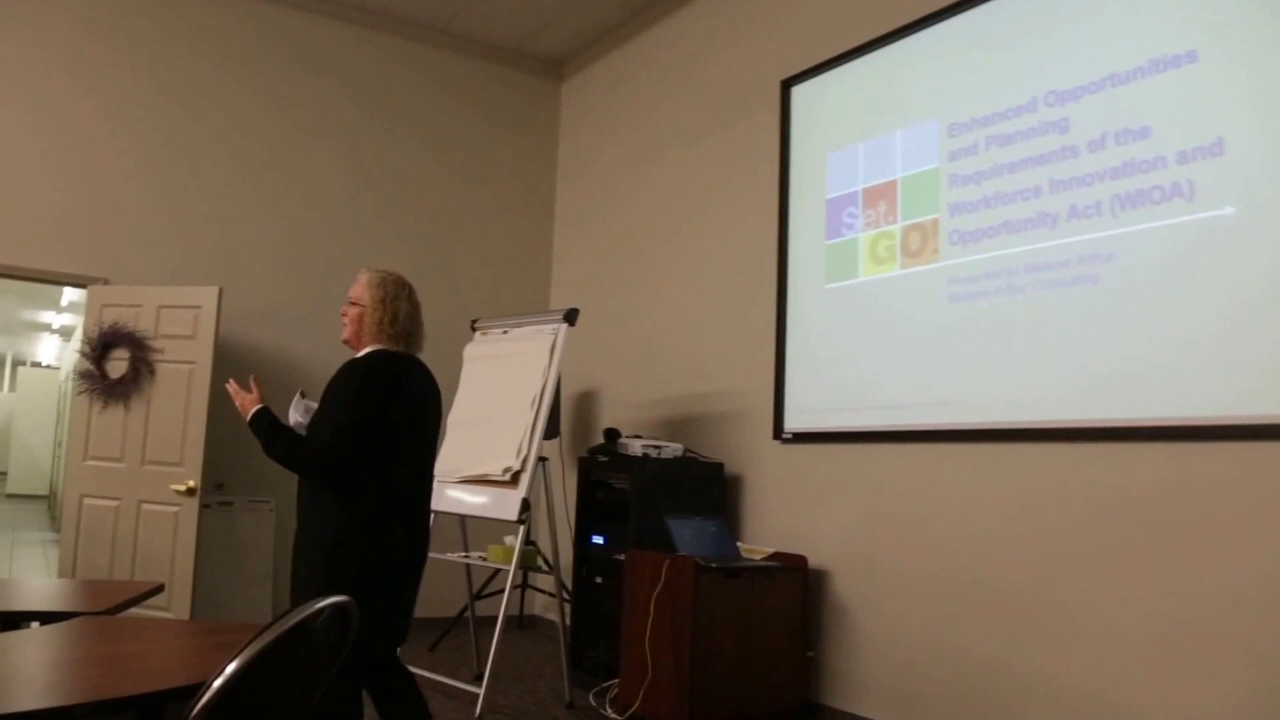 Enhanced Opportunities
and Planning
Requirements of the
Workforce Innovation and
Opportunity Act (WIOA)
Set.
GO!